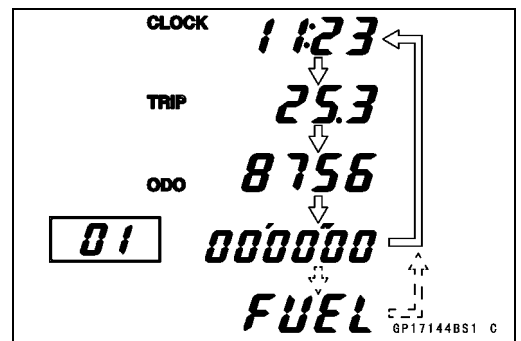 CLOCK 11:23
TRIP 25.3
ODO 8756
01 00'00'00
FUEL
GP17144BS1 C